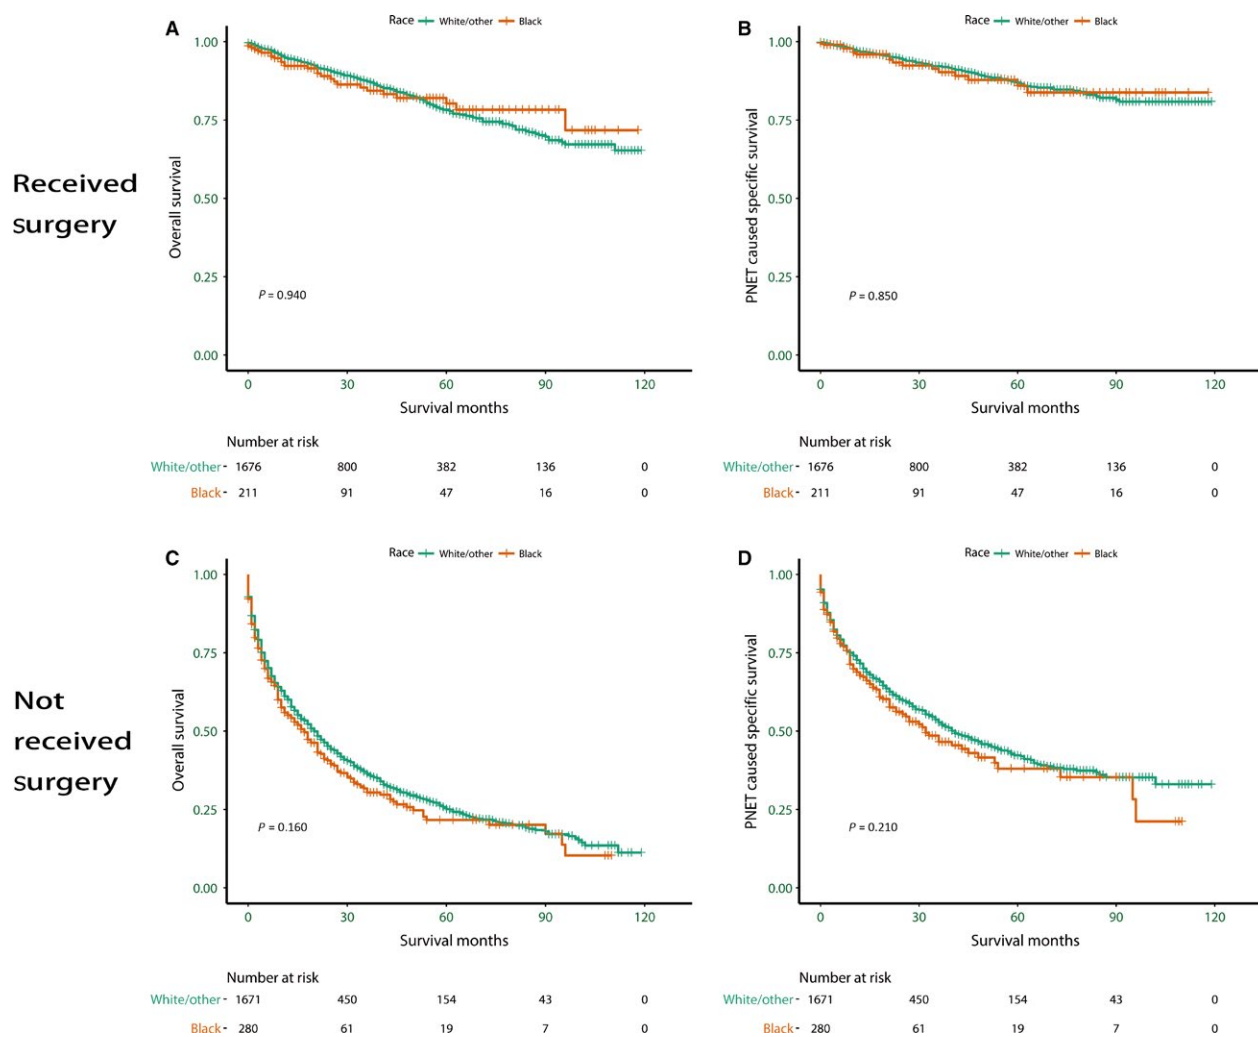 Received
surgery
A
Race White/other Black
Overall survival
1.00
0.75
0.50
0.25
0.00
P = 0.940
0 30 60 90 120
Survival months
Number at risk
White/other 1676 800 382 136 0
Black 211 91 47 16 0
B
Race White/other Black
PNET caused specific survival
1.00
0.75
0.50
0.25
0.00
P = 0.850
0 30 60 90 120
Survival months
Number at risk
White/other 1676 800 382 136 0
Black 211 91 47 16 0
Not
received
surgery
C
Race White/other Black
Overall survival
1.00
0.75
0.50
0.25
0.00
P = 0.160
0 30 60 90 120
Survival months
Number at risk
White/other 1671 450 154 43 0
Black 280 61 19 7 0
D
Race White/other Black
PNET caused specific survival
1.00
0.75
0.50
0.25
0.00
P = 0.210
0 30 60 90 120
Survival months
Number at risk
White/other 1671 450 154 43 0
Black 280 61 19 7 0